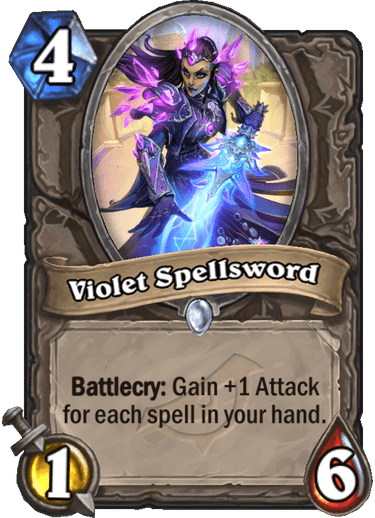 4
Violet Spellsword
Battlecry: Gain +1 Attack
for each spell in your hand.
1
6